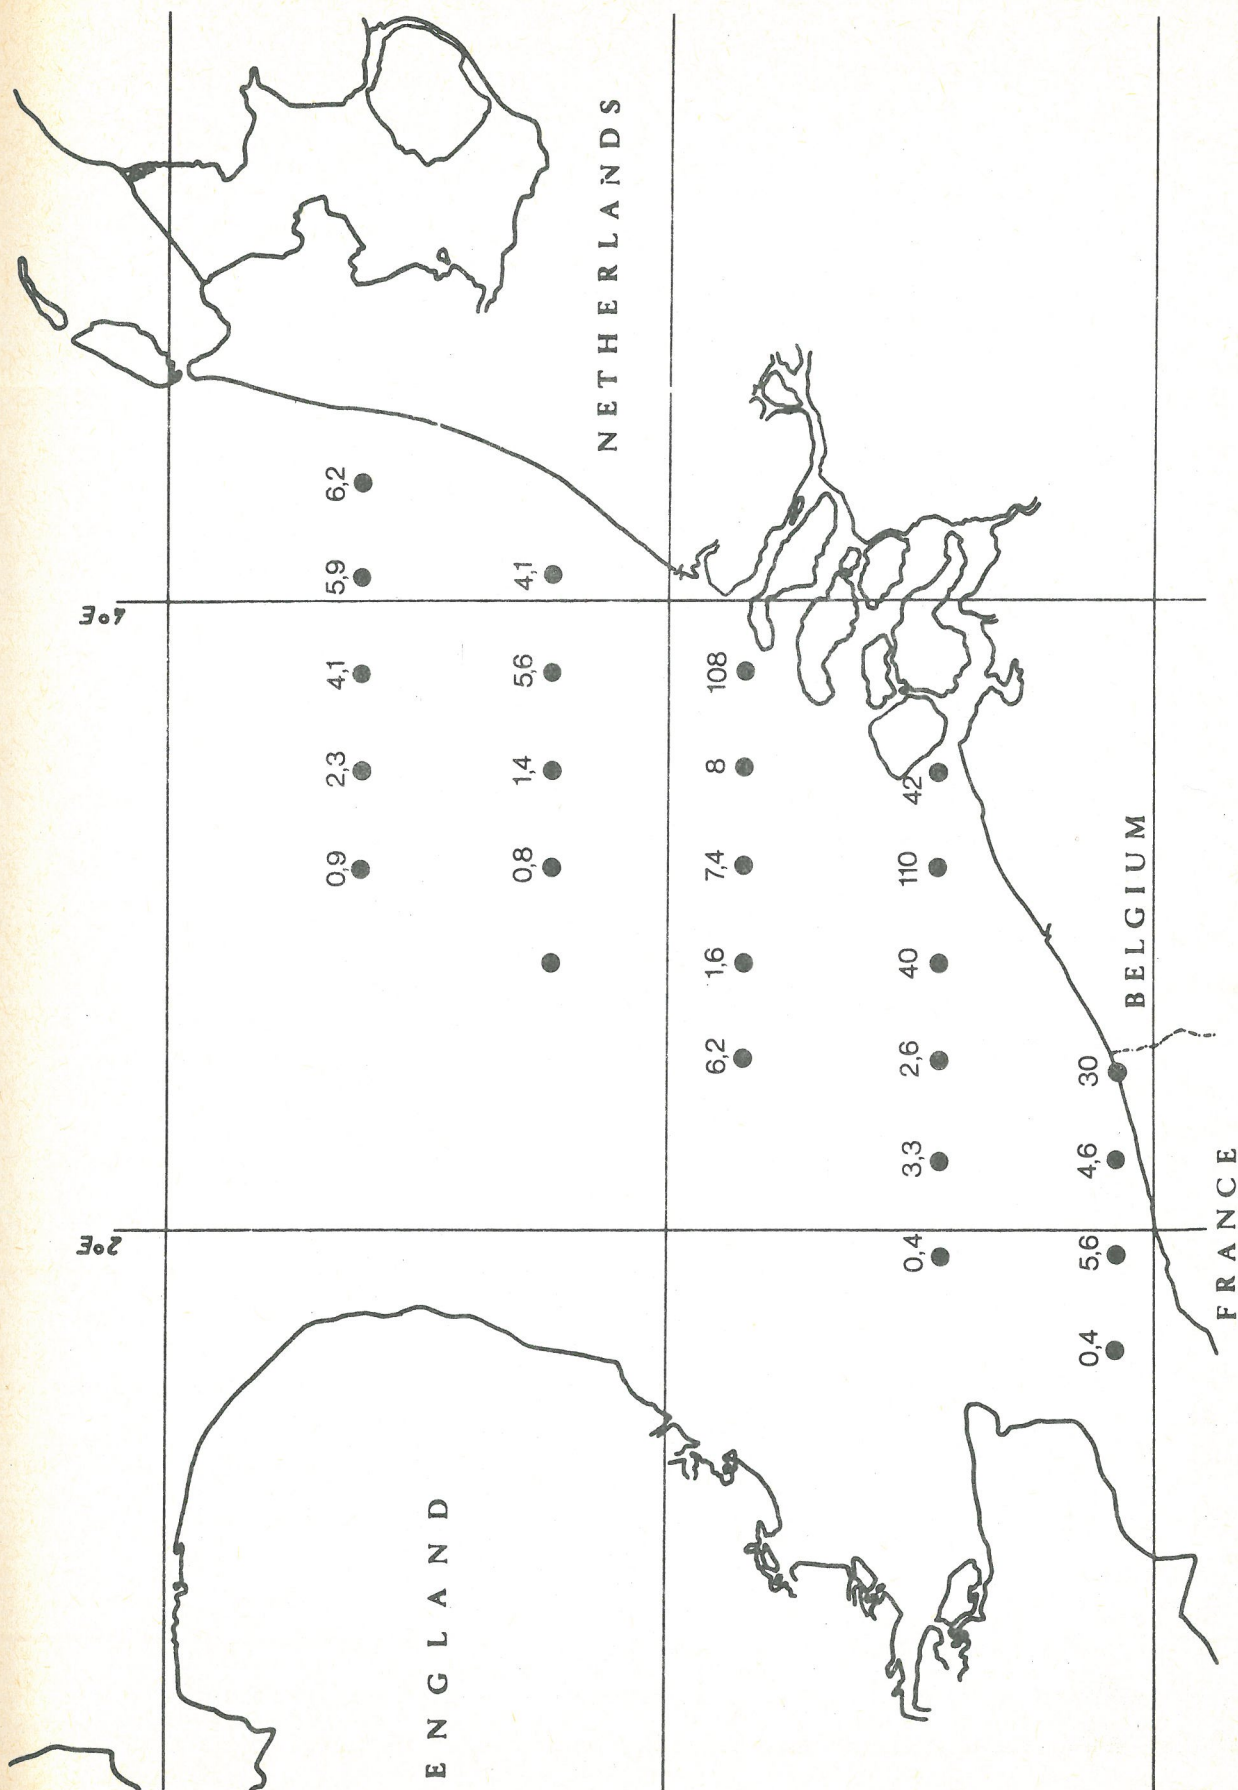 2°E 4°E
0,9 2,3 4,1 5,9 6,2
ENGLAND
0,8 1,4 5,6 4,1
NETHERLANDS
6,2 1,6 7,4 8 108
0,4 3,3 2,6 40 110 42
0,4 5,6 4,6 30
BELGIUM
FRANCE